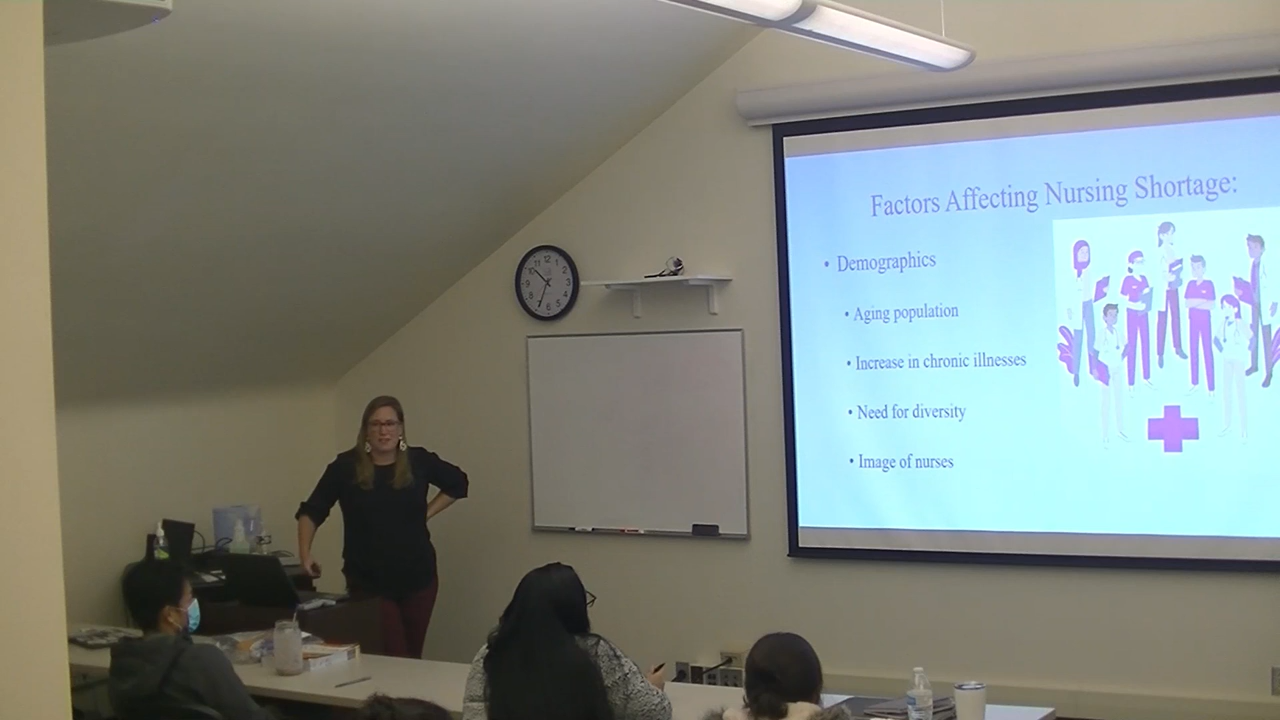 Factors Affecting Nursing Shortage:
• Demographics
• Aging population
• Increase in chronic illnesses
• Need for diversity
• Image of nurses